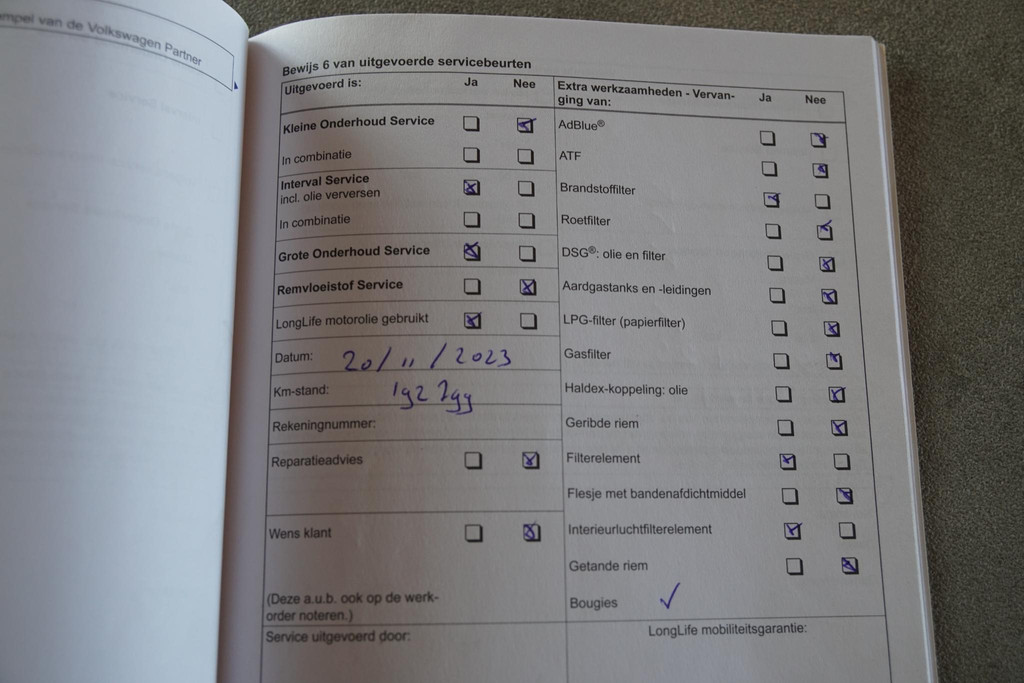 mpel van de Volkswagen Partner
Bewijs 6 van uitgevoerde servicebeurten
Uitgevoerd is: Ja Nee
Kleine Onderhoud Service
In combinatie
Interval Service
incl. olie verversen
In combinatie
Grote Onderhoud Service
Remvloeistof Service
LongLife motorolie gebruikt
Datum: 20/11/2023
Km-stand:
Rekeningnummer:
Reparatieadvies
Wens klant
(Deze a.u.b. ook op de werk-
order noteren.)
Service uitgevoerd door:
Extra werkzaamheden - Vervan- Ja Nee
ging van:
AdBlue®
ATF
Brandstoffilter
Roetfilter
DSG®: olie en filter
Aardgastanks en -leidingen
LPG-filter (papierfilter)
Gasfilter
Haldex-koppeling: olie
Geribde riem
Filterelement
Flesje met bandenafdichtmiddel
Interieurluchtfilterelement
Getande riem
Bougies ✓
LongLife mobiliteitsgarantie: